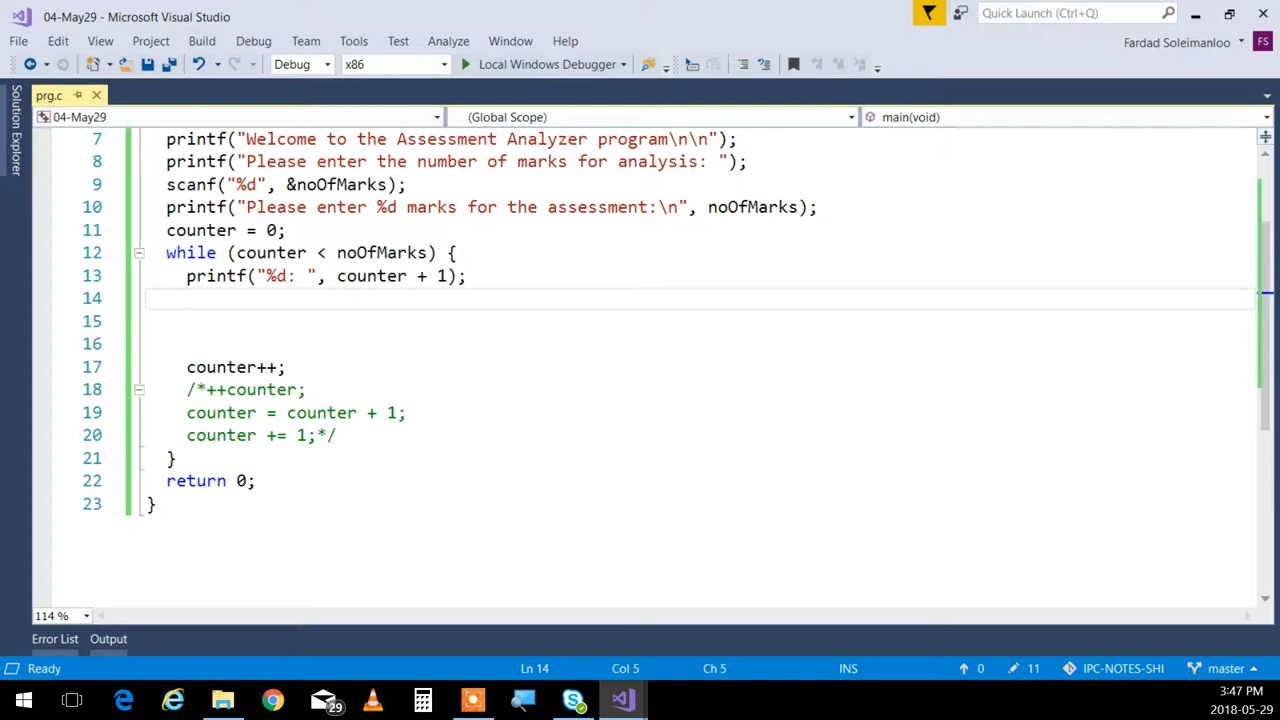 04-May29 - Microsoft Visual Studio
Quick Launch (Ctrl+Q)
File Edit View Project Build Debug Team Tools Test Analyze Window Help
Fardad Soleimanloo FS
Debug x86 Local Windows Debugger
Solution Explorer
prg.c
04-May29 (Global Scope) main(void)
7 printf("Welcome to the Assessment Analyzer program\n\n");
8 printf("Please enter the number of marks for analysis: ");
9 scanf("%d", &noOfMarks);
10 printf("Please enter %d marks for the assessment:\n", noOfMarks);
11 counter = 0;
12 while (counter < noOfMarks) {
13 printf("%d: ", counter + 1);
14
15
16
17 counter++;
18 /*++counter;
19 counter = counter + 1;
20 counter += 1;*/
21 }
22 return 0;
23 }
114 %
Error List Output
Ready Ln 14 Col 5 Ch 5 INS 0 11 IPC-NOTES-SHI master
29
3:47 PM
2018-05-29